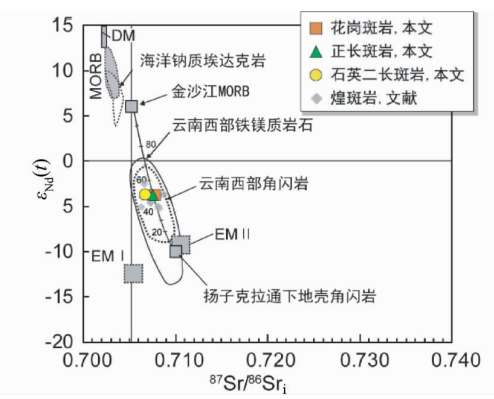 15
10
5
0
5
-10
-15
-20
εNd(t)
DM
MORB
海洋钠质埃达克岩
金沙江MORB
云南西部铁镁质岩石
80
60
40
20
云南西部角闪岩
EM I
EM II
扬子克拉通下地壳角闪岩
花岗斑岩, 本文
正长斑岩, 本文
石英二长斑岩, 本文
煌斑岩, 文献
0.700
0.710
0.720
0.730
0.740
⁸⁷Sr/⁸⁶Srᵢ